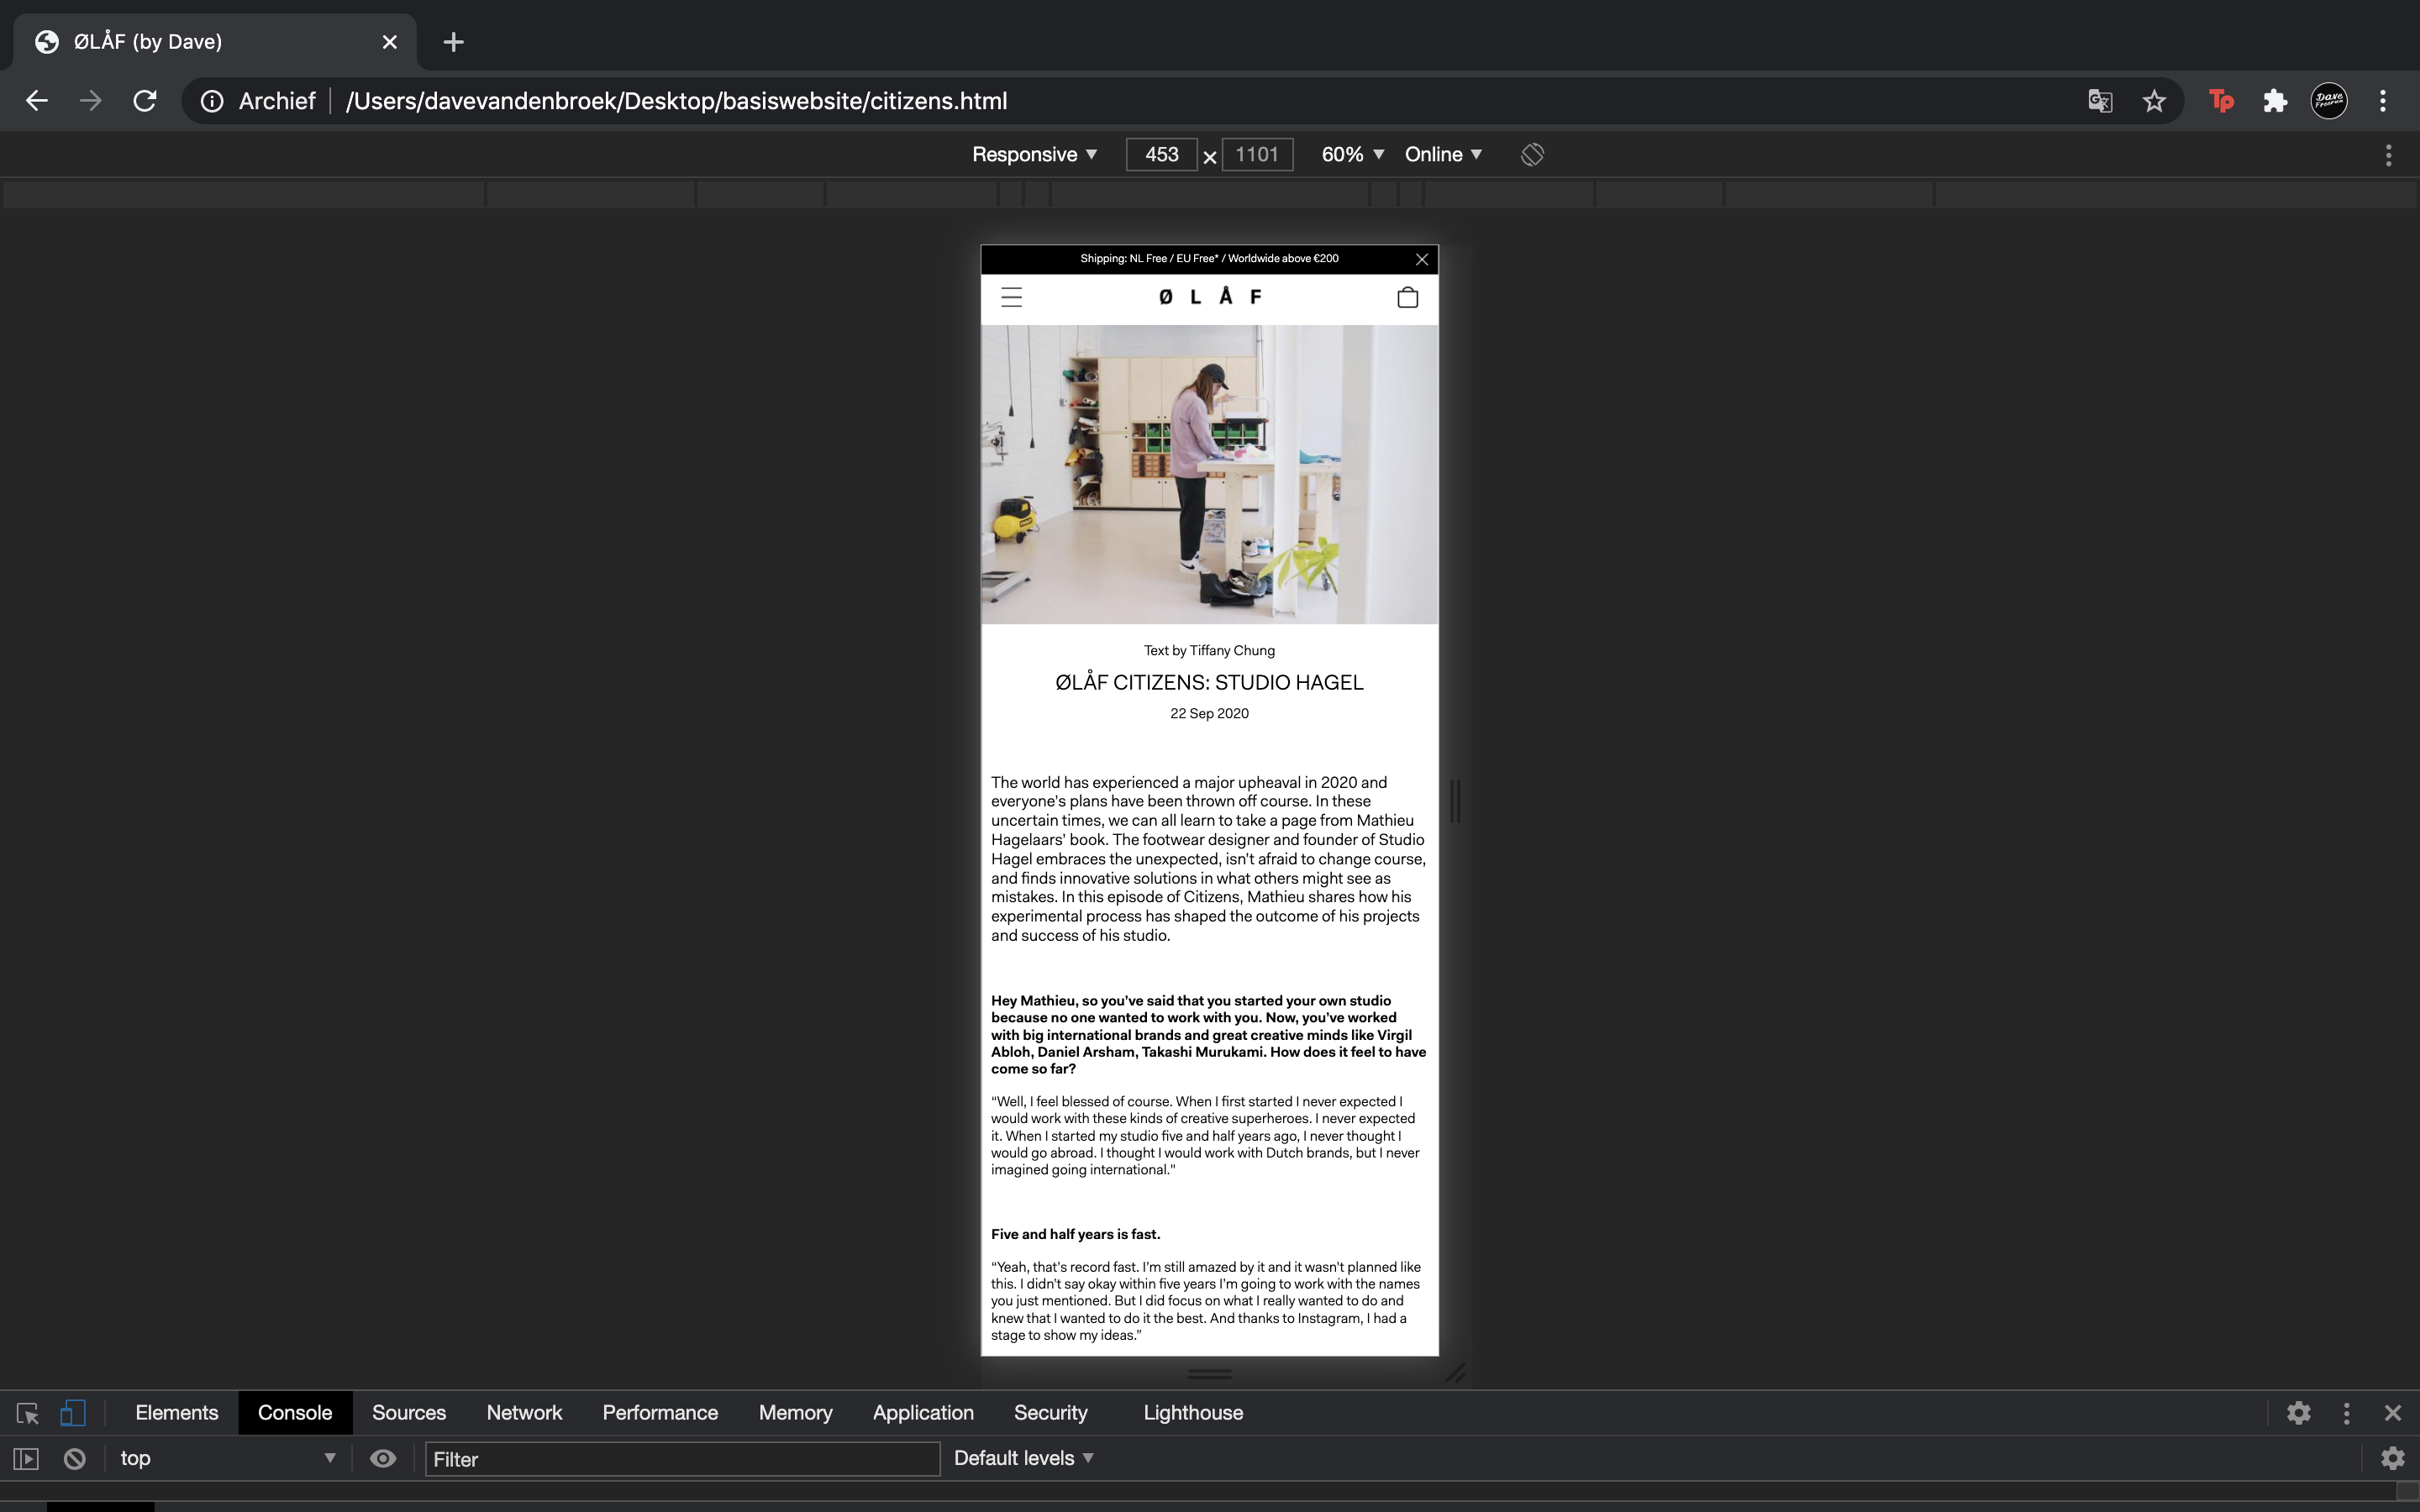 ØLÅF (by Dave)
Archief /Users/davevandenbroek/Desktop/basiswebsite/citizens.html
Tp
Dave
Responsive 453 × 1101 60% Online
Shipping: NL Free / EU Free* / Worldwide above €200
Ø L Å F
Text by Tiffany Chung
ØLÅF CITIZENS: STUDIO HAGEL
22 Sep 2020
The world has experienced a major upheaval in 2020 and
everyone's plans have been thrown off course. In these
uncertain times, we can all learn to take a page from Mathieu
Hagelaars' book. The footwear designer and founder of Studio
Hagel embraces the unexpected, isn't afraid to change course,
and finds innovative solutions in what others might see as
mistakes. In this episode of Citizens, Mathieu shares how his
experimental process has shaped the outcome of his projects
and success of his studio.
Hey Mathieu, so you've said that you started your own studio
because no one wanted to work with you. Now, you've worked
with big international brands and great creative minds like Virgil
Abloh, Daniel Arsham, Takashi Murukami. How does it feel to have
come so far?
“Well, I feel blessed of course. When I first started I never expected I
would work with these kinds of creative superheroes. I never expected
it. When I started my studio five and half years ago, I never thought I
would go abroad. I thought I would work with Dutch brands, but I never
imagined going international."
Five and half years is fast.
“Yeah, that's record fast. I'm still amazed by it and it wasn't planned like
this. I didn't say okay within five years I'm going to work with the names
you just mentioned. But I did focus on what I really wanted to do and
knew that I wanted to do it the best. And thanks to Instagram, I had a
stage to show my ideas.”
Elements Console Sources Network Performance Memory Application Security Lighthouse
top Filter Default levels